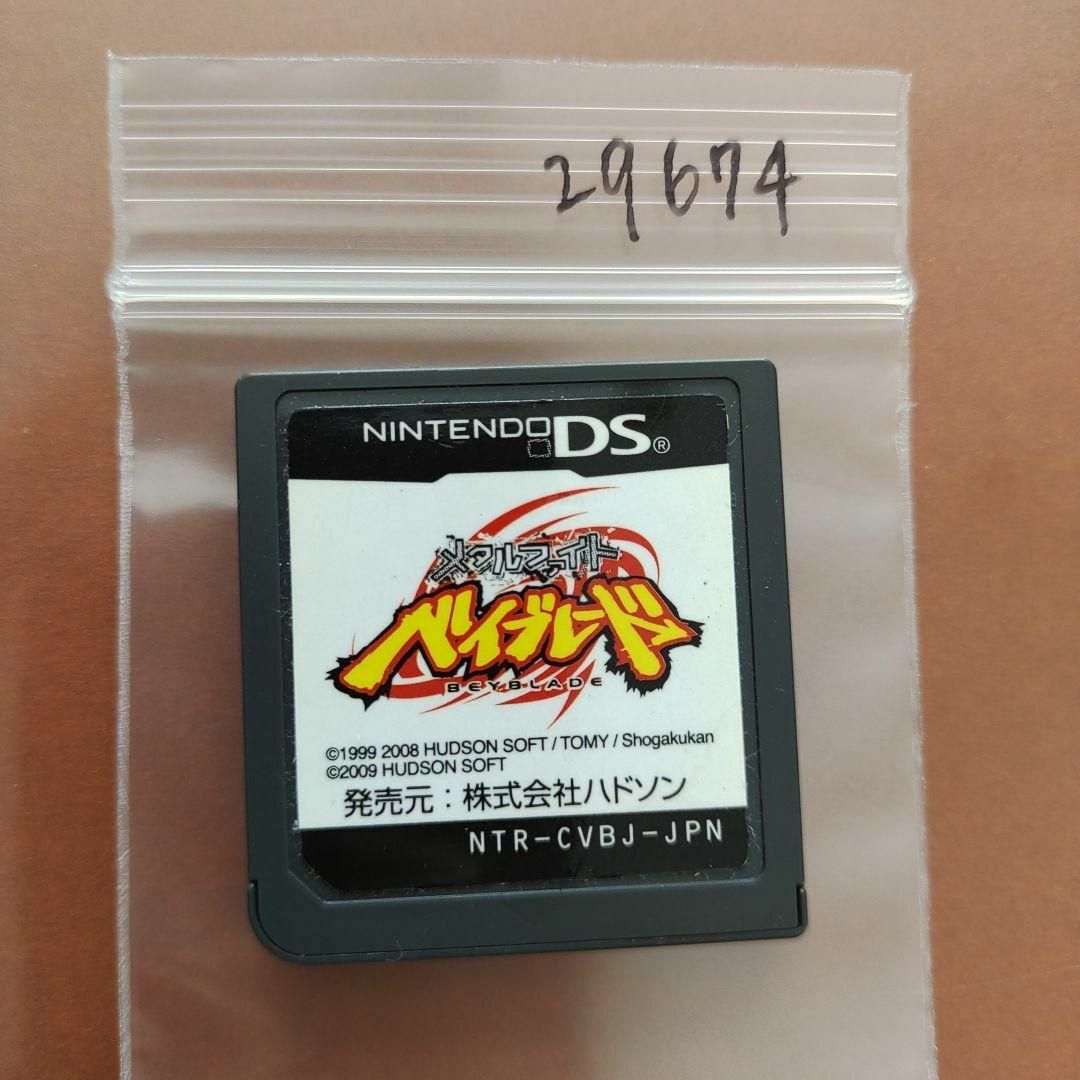 29674
NINTENDO DS®
メタルファイト
ベイブレード
BEYBLADE
©1999 2008 HUDSON SOFT / TOMY / Shogakukan
©2009 HUDSON SOFT
発売元：株式会社ハドソン
NTR-CVBJ-JPN